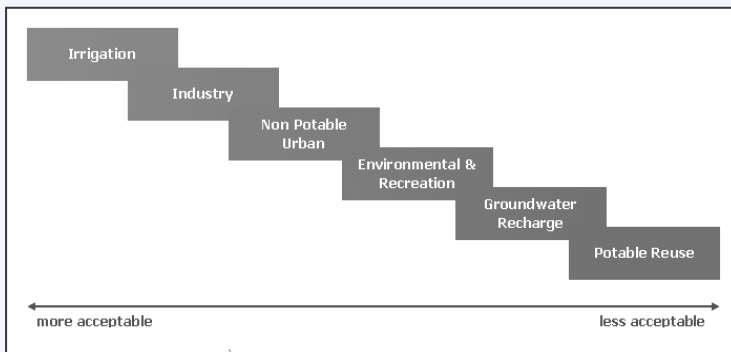 Irrigation
Industry
Non Potable
Urban
Environmental &
Recreation
Groundwater
Recharge
Potable Reuse
more acceptable
less acceptable